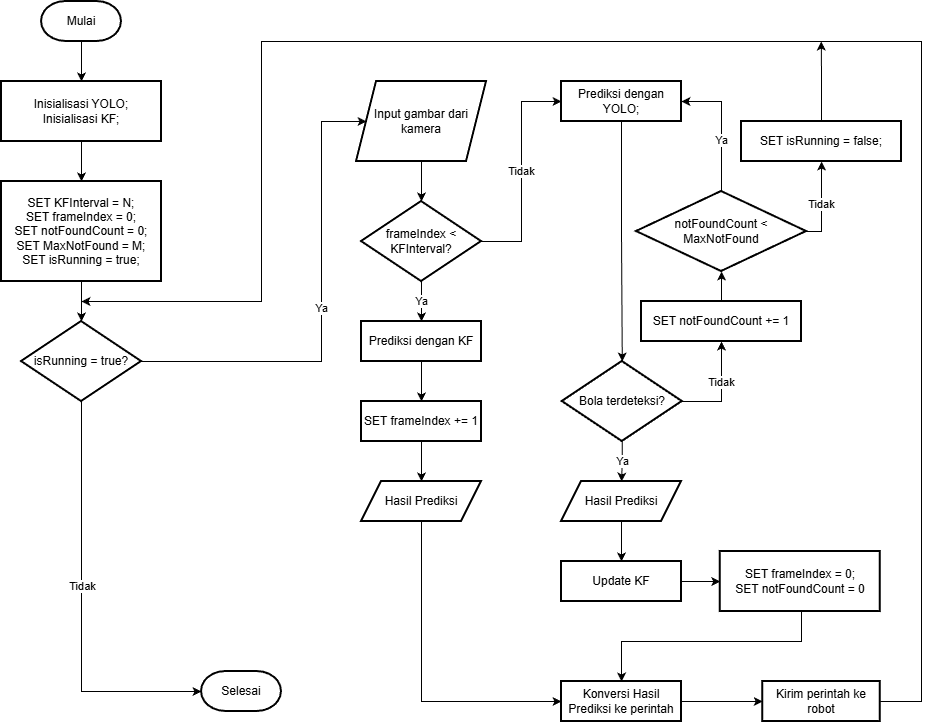 Mulai
Inisialisasi YOLO;
Inisialisasi KF;
SET KFInterval = N;
SET frameIndex = 0;
SET notFoundCount = 0;
SET MaxNotFound = M;
SET isRunning = true;
isRunning = true?
Ya
Tidak
Selesai
Input gambar dari
kamera
frameIndex <
KFInterval?
Tidak
Ya
Prediksi dengan KF
SET frameIndex += 1
Hasil Prediksi
Prediksi dengan
YOLO;
Bola terdeteksi?
Tidak
SET notFoundCount += 1
notFoundCount <
MaxNotFound
Ya
Tidak
SET isRunning = false;
Ya
Hasil Prediksi
Update KF
SET frameIndex = 0;
SET notFoundCount = 0
Konversi Hasil
Prediksi ke perintah
Kirim perintah ke
robot